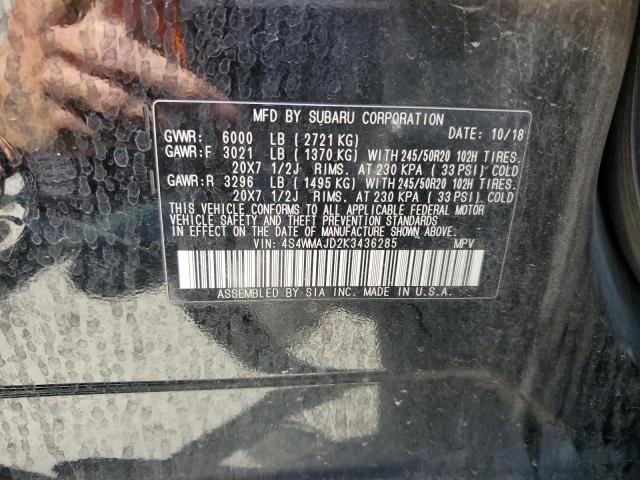 MFD BY SUBARU CORPORATION
GVWR: 6000 LB ( 2721 KG) DATE: 10/18
GAWR:F 3021 LB ( 1370 KG) WITH 245/50R20 102H TIRES.
20X7 1/2J RIMS. AT 230 KPA ( 33 PSI) COLD
GAWR:R 3296 LB ( 1495 KG) WITH 245/50R20 102H TIRES.
20X7 1/2J RIMS. AT 230 KPA ( 33 PSI) COLD
THIS VEHICLE CONFORMS TO ALL APPLICABLE FEDERAL MOTOR
VEHICLE SAFETY AND THEFT PREVENTION STANDARDS
IN EFFECT ON THE DATE OF MANUFACTURE SHOWN ABOVE.
VIN: 4S4WMAJD2K3436285 MPV
ASSEMBLED BY SIA INC. MADE IN U.S.A.